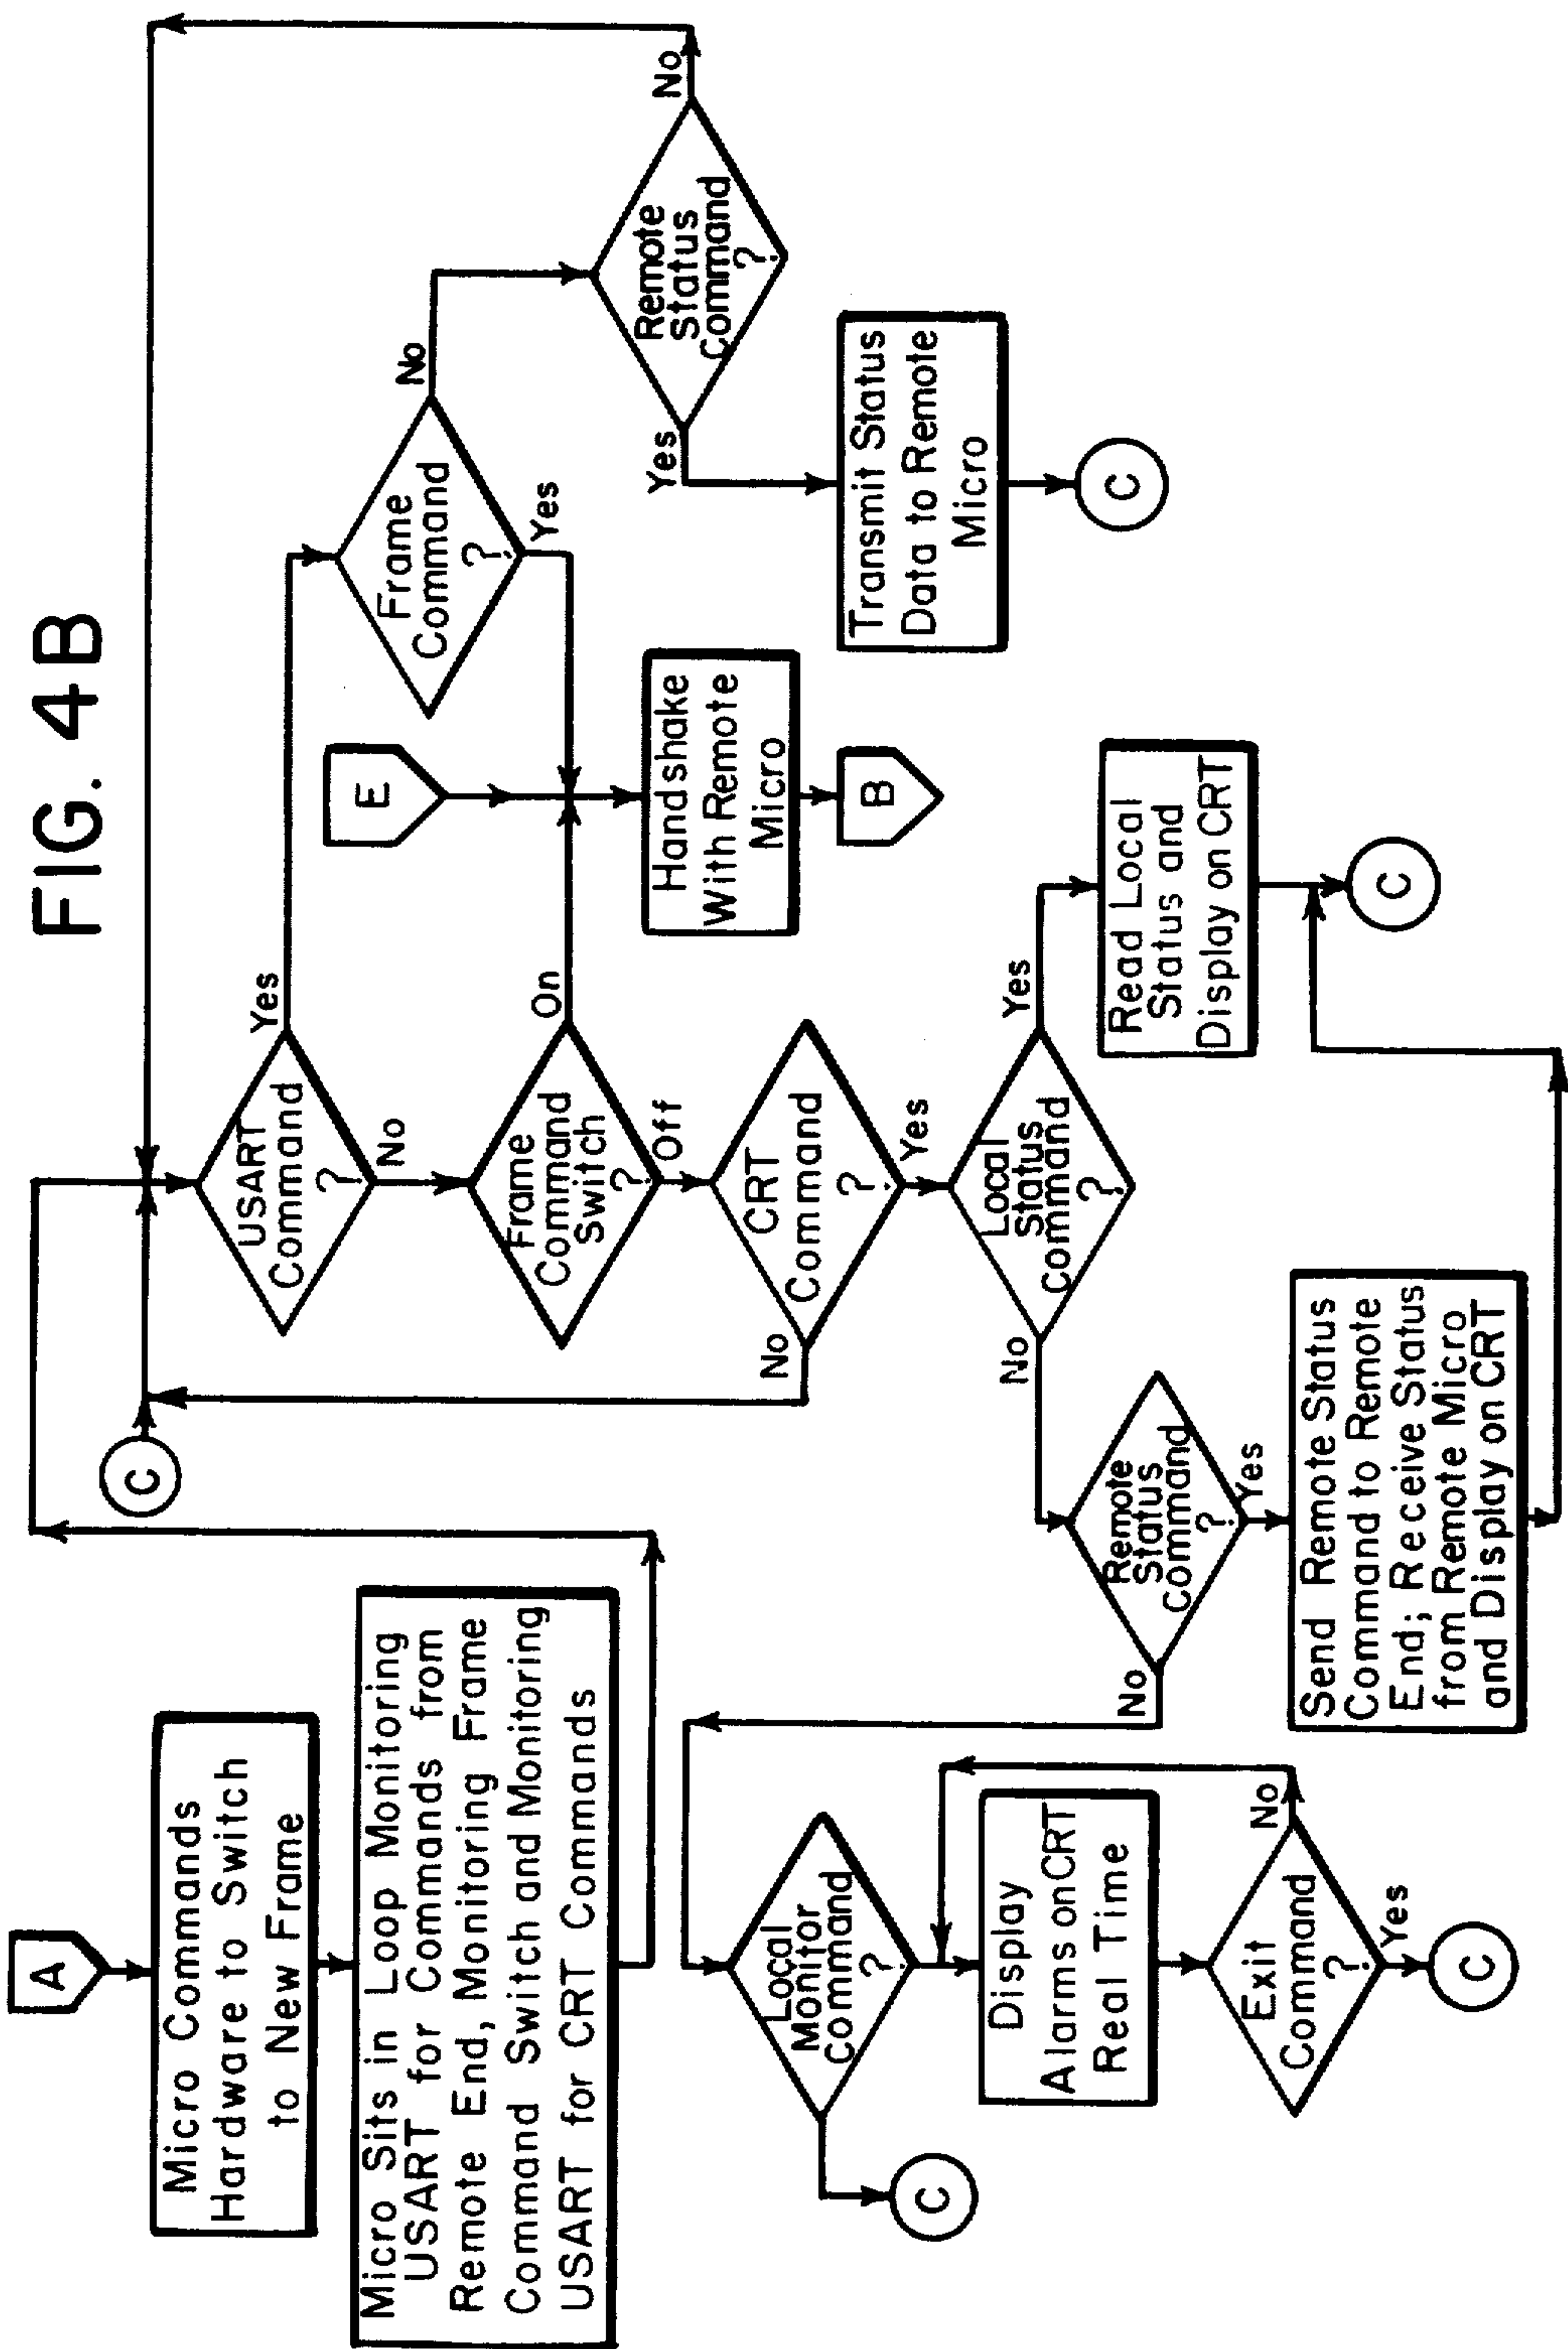 FIG. 4B
A
Micro Commands
Hardware to Switch
to New Frame
Micro Sits in Loop Monitoring
USART for Commands from
Remote End, Monitoring Frame
Command Switch and Monitoring
USART for CRT Commands
C
USART
Command
?
Yes
No
Frame
Command
Switch
?
On
Off
CRT
Command
?
No
Yes
Frame
Command
?
No
Yes
E
Handshake
With Remote
Micro
B
Remote
Status
Command
?
No
Yes
Transmit Status
Data to Remote
Micro
C
Local
Status
Command
?
No
Yes
Read Local
Status and
Display on CRT
C
Remote
Status
Command
?
No
Yes
Send Remote Status
Command to Remote
End; Receive Status
from Remote Micro
and Display on CRT
Local
Monitor
Command
?
C
Display
Alarms on CRT
Real Time
Exit
Command
?
No
Yes
C